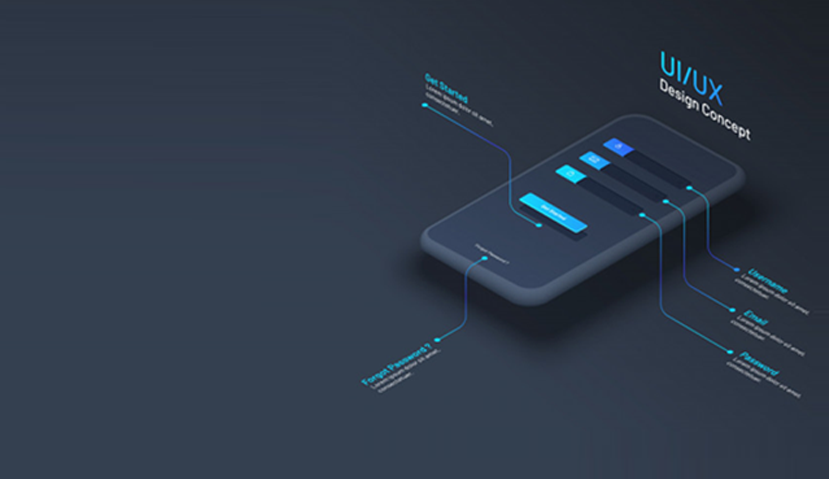 UI/UX
Design Concept
Get Started
Lorem ipsum dolor sit amet,
consectetuer.
Get Started
Forgot Password ?
Username
Lorem ipsum dolor sit amet,
consectetuer.
Email
Lorem ipsum dolor sit amet,
consectetuer.
Password
Lorem ipsum dolor sit amet,
consectetuer.
Forgot Password ?
Lorem ipsum dolor sit amet,
consectetuer.